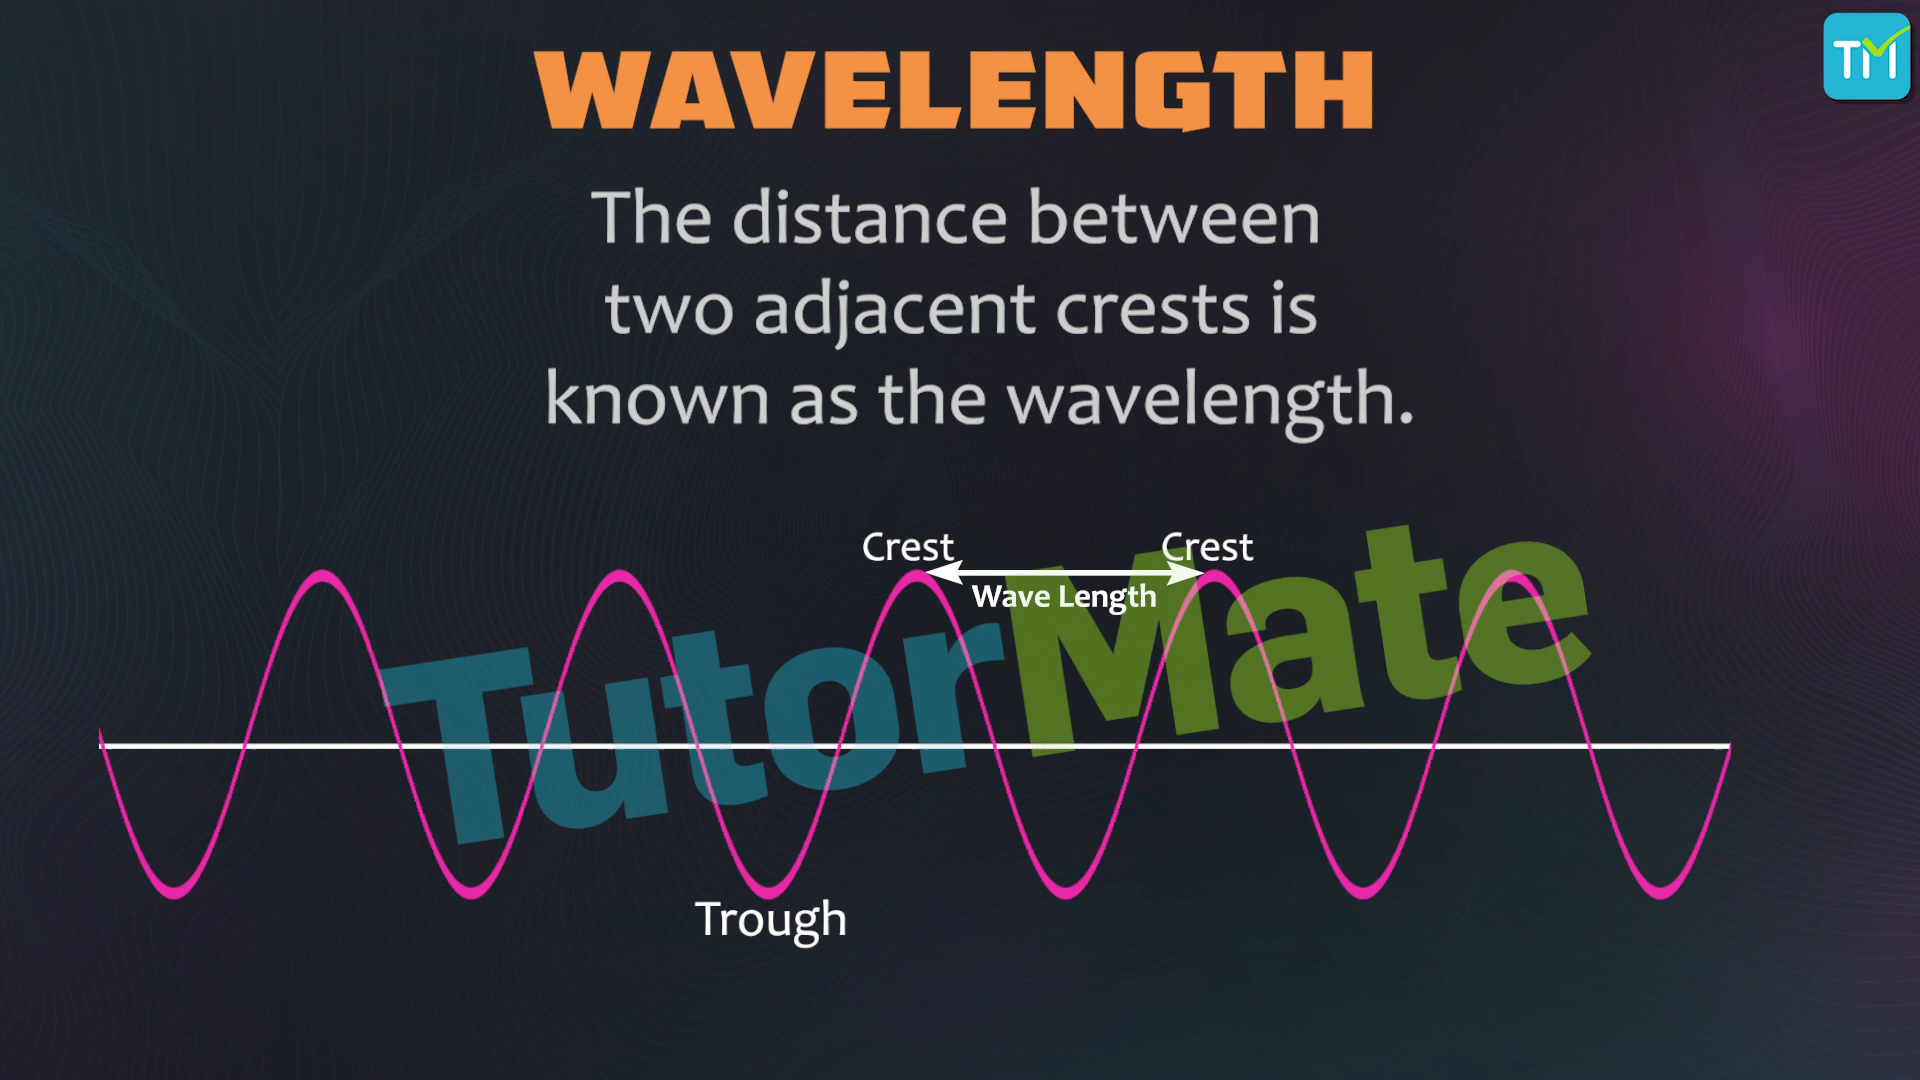 TM
WAVELENGTH
The distance between
two adjacent crests is
known as the wavelength.
Crest
Crest
Wave Length
TutorMate
Trough